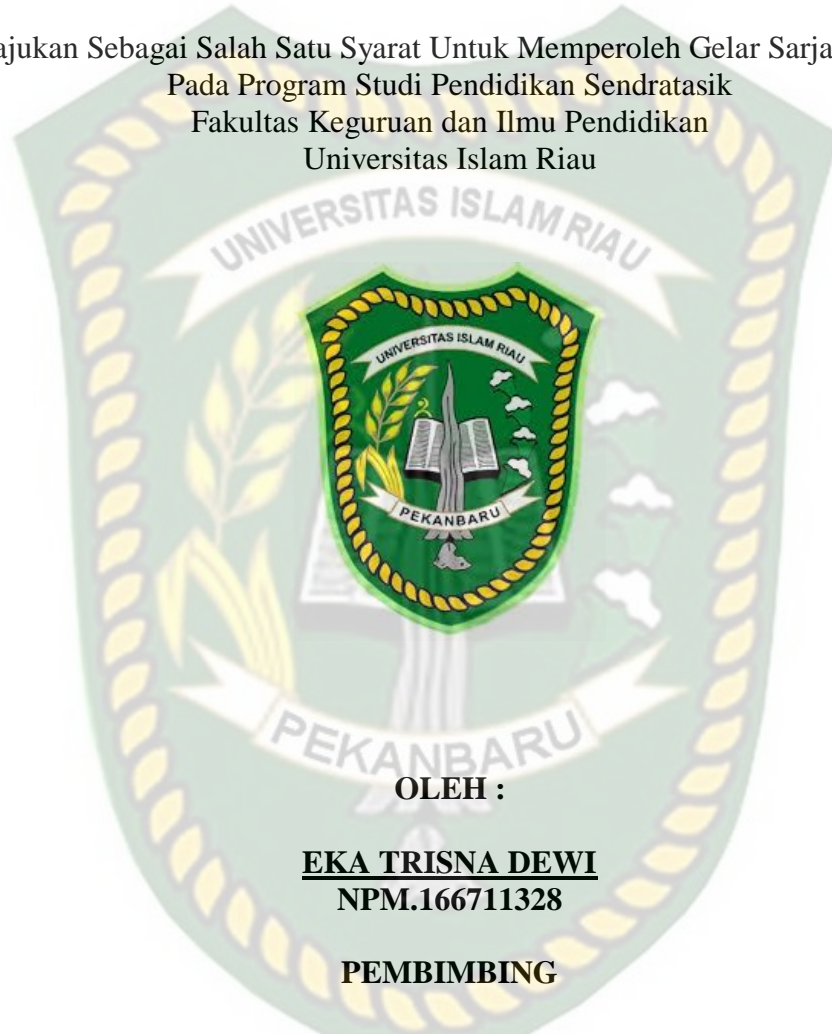 ajukan Sebagai Salah Satu Syarat Untuk Memperoleh Gelar Sarja
Pada Program Studi Pendidikan Sendratasik
Fakultas Keguruan dan Ilmu Pendidikan
Universitas Islam Riau
UNIVERSITAS ISLAM RIAU
UNIVERSITAS ISLAM RIAU
PEKANBARU
PEKANBARU
OLEH :
EKA TRISNA DEWI
NPM.166711328
PEMBIMBING